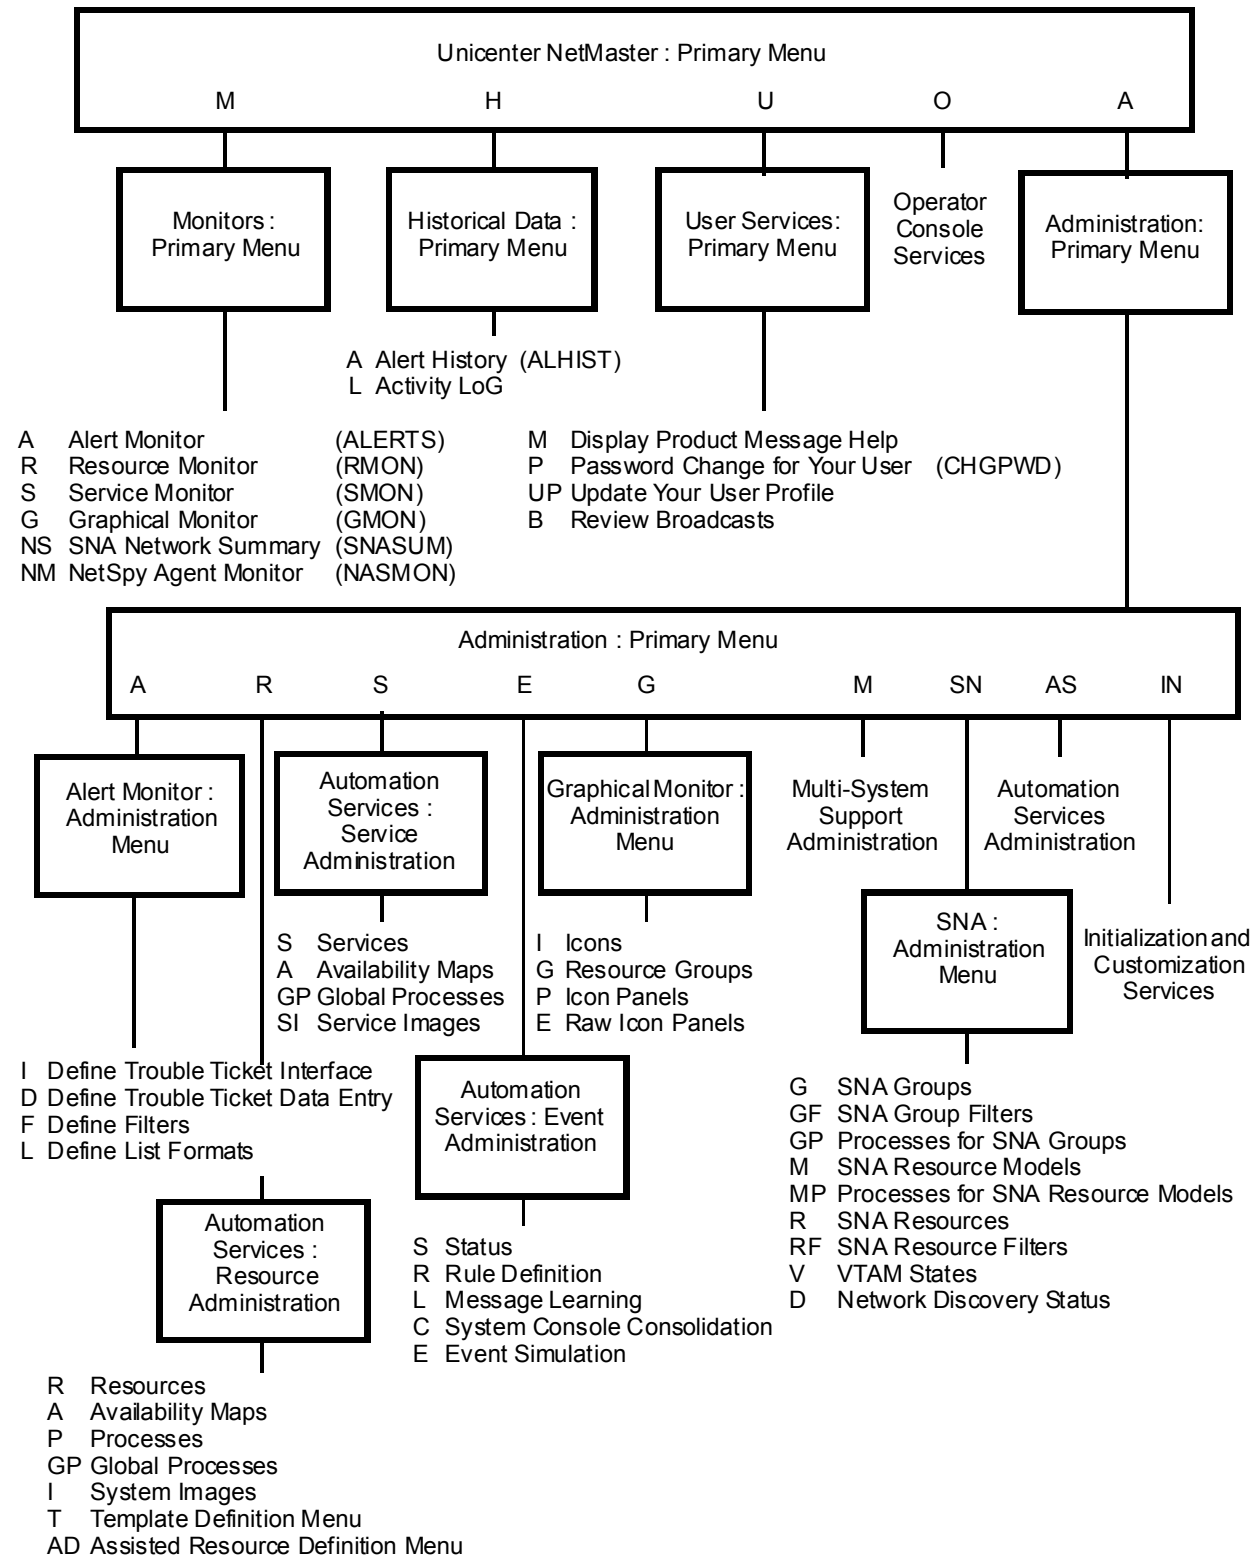 Unicenter NetMaster : Primary Menu
M H U O A
Monitors :
Primary Menu
Historical Data :
Primary Menu
User Services:
Primary Menu
Operator
Console
Services
Administration:
Primary Menu
A Alert History (ALHIST)
L Activity LoG
A Alert Monitor (ALERTS)
R Resource Monitor (RMON)
S Service Monitor (SMON)
G Graphical Monitor (GMON)
NS SNA Network Summary (SNASUM)
NM NetSpy Agent Monitor (NASMON)
M Display Product Message Help
P Password Change for Your User (CHGPWD)
UP Update Your User Profile
B Review Broadcasts
Administration : Primary Menu
A R S E G M SN AS IN
Alert Monitor :
Administration
Menu
Automation
Services :
Service
Administration
Graphical Monitor :
Administration
Menu
Multi-System
Support
Administration
Automation
Services
Administration
S Services
A Availability Maps
GP Global Processes
SI Service Images
I Icons
G Resource Groups
P Icon Panels
E Raw Icon Panels
SNA :
Administration
Menu
Initialization and
Customization
Services
I Define Trouble Ticket Interface
D Define Trouble Ticket Data Entry
F Define Filters
L Define List Formats
Automation
Services : Event
Administration
G SNA Groups
GF SNA Group Filters
GP Processes for SNA Groups
M SNA Resource Models
MP Processes for SNA Resource Models
R SNA Resources
RF SNA Resource Filters
V VTAM States
D Network Discovery Status
Automation
Services :
Resource
Administration
S Status
R Rule Definition
L Message Learning
C System Console Consolidation
E Event Simulation
R Resources
A Availability Maps
P Processes
GP Global Processes
I System Images
T Template Definition Menu
AD Assisted Resource Definition Menu